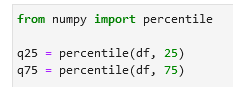 from numpy import percentile
q25 = percentile(df, 25)
q75 = percentile(df, 75)